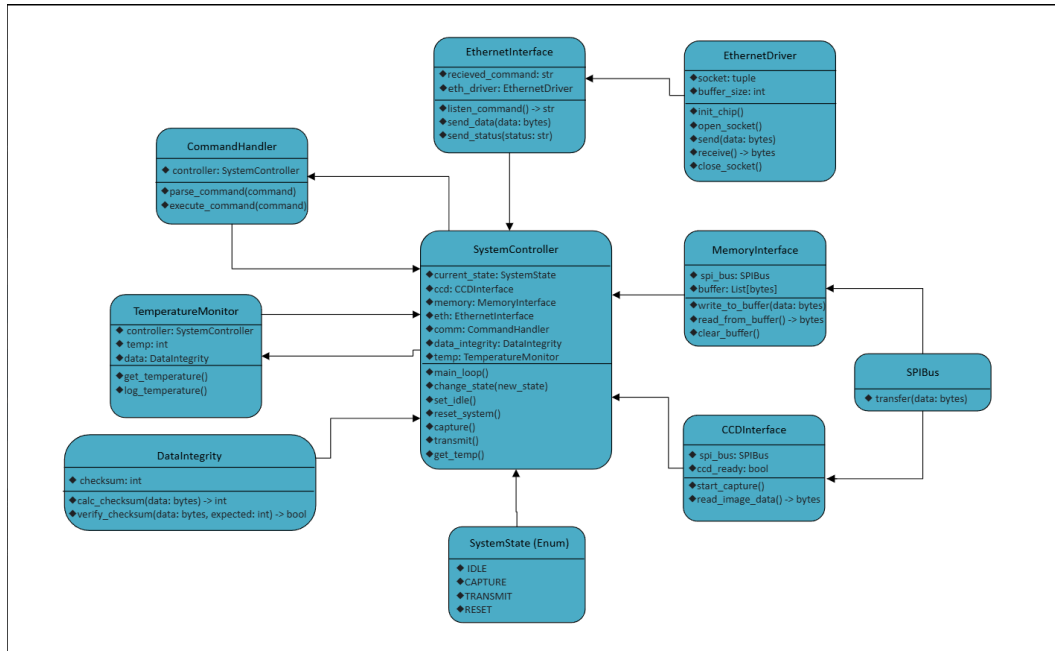 EthernetInterface
◆recieved_command: str
◆eth_driver: EthernetDriver
◆listen_command() -> str
◆send_data(data: bytes)
◆send_status(status: str)
EthernetDriver
◆socket: tuple
◆buffer_size: int
◆init_chip()
◆open_socket()
◆send(data: bytes)
◆receive() -> bytes
◆close_socket()
CommandHandler
◆ controller: SystemController
◆parse_command(command)
◆execute_command(command)
SystemController
◆current_state: SystemState
◆ccd: CCDInterface
◆memory: MemoryInterface
◆eth: EthernetInterface
◆comm: CommandHandler
◆data_integrity: DataIntegrity
◆temp: TemperatureMonitor
◆main_loop()
◆change_state(new_state)
◆set_idle()
◆reset_system()
◆capture()
◆transmit()
◆get_temp()
MemoryInterface
◆ spi_bus: SPIBus
◆buffer: List[bytes]
◆write_to_buffer(data: bytes)
◆read_from_buffer() -> bytes
◆clear_buffer()
TemperatureMonitor
◆ controller: SystemController
◆ temp: int
◆data: DataIntegrity
◆get_temperature()
◆log_temperature()
SPIBus
◆ transfer(data: bytes)
CCDInterface
◆ spi_bus: SPIBus
◆ccd_ready: bool
◆start_capture()
◆read_image_data() -> bytes
DataIntegrity
◆ checksum: int
◆calc_checksum(data: bytes) -> int
◆verify_checksum(data: bytes, expected: int) -> bool
SystemState (Enum)
◆ IDLE
◆CAPTURE
◆TRANSMIT
◆RESET